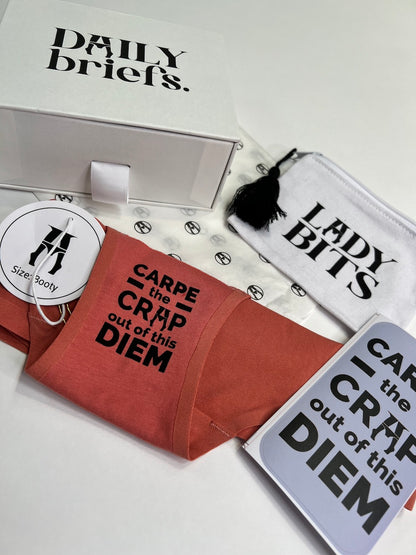 DAILY
briefs.
LADY
BITS
Size: Booty
CARPE
the
CRAP
out of this
DIEM
CARPE
the
CRAP
out of this
DIEM